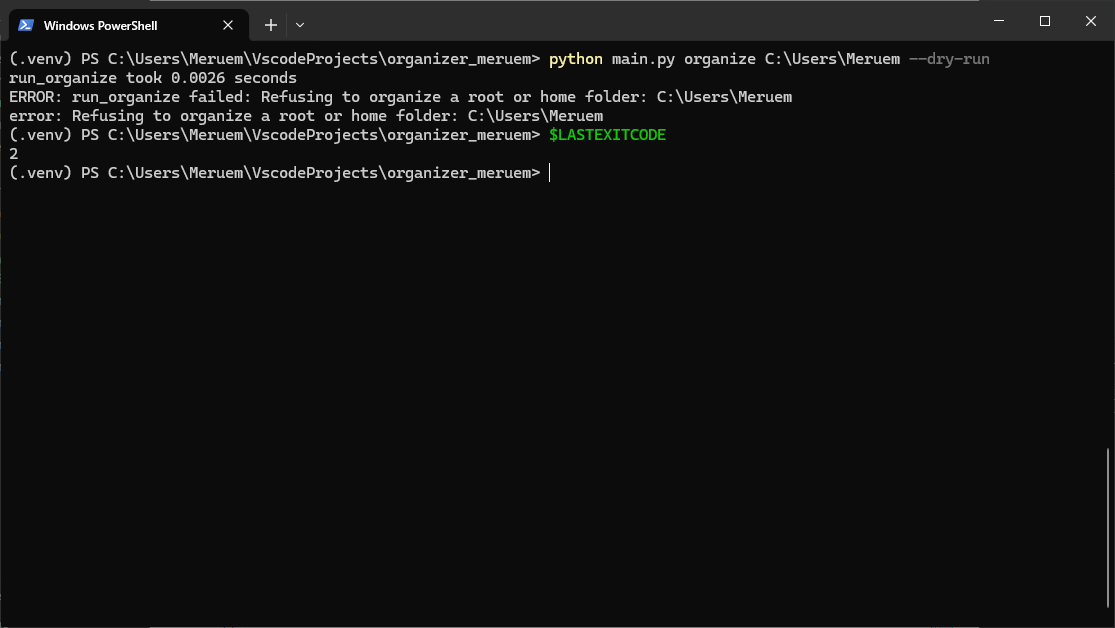 Windows PowerShell
(.venv) PS C:\Users\Meruem\VscodeProjects\organizer_meruem> python main.py organize C:\Users\Meruem --dry-run
run_organize took 0.0026 seconds
ERROR: run_organize failed: Refusing to organize a root or home folder: C:\Users\Meruem
error: Refusing to organize a root or home folder: C:\Users\Meruem
(.venv) PS C:\Users\Meruem\VscodeProjects\organizer_meruem> $LASTEXITCODE
2
(.venv) PS C:\Users\Meruem\VscodeProjects\organizer_meruem>